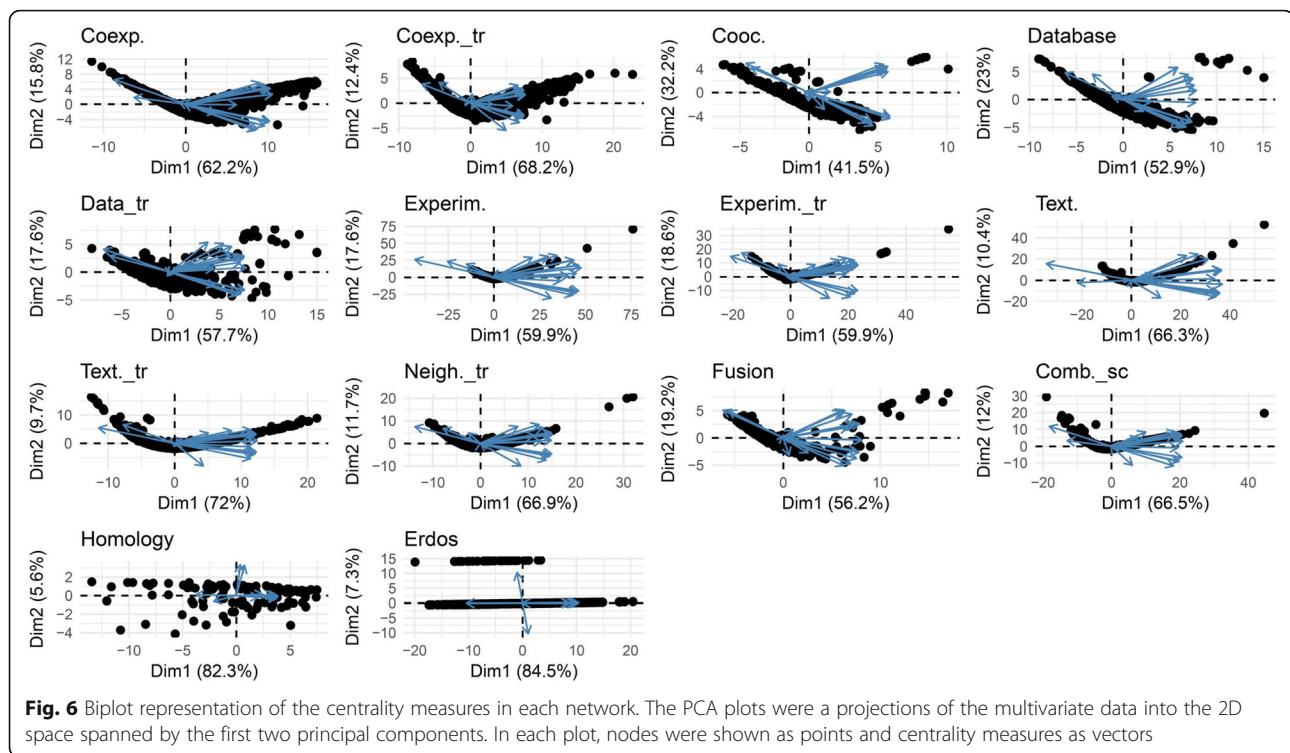 Coexp.
12
8
4
0
−4
Dim2 (15.8%)
−10 0 10
Dim1 (62.2%)
Coexp._tr
5
0
−5
Dim2 (12.4%)
−10 0 10 20
Dim1 (68.2%)
Cooc.
4
0
−4
Dim2 (32.2%)
−5 0 5 10
Dim1 (41.5%)
Database
5
0
−5
Dim2 (23%)
−10 −5 0 5 10 15
Dim1 (52.9%)
Data_tr
5
0
−5
Dim2 (17.6%)
−5 0 5 10 15
Dim1 (57.7%)
Experim.
75
50
25
0
−25
Dim2 (17.6%)
−25 0 25 50 75
Dim1 (59.9%)
Experim._tr
30
20
10
0
−10
Dim2 (18.6%)
−20 0 20 40
Dim1 (59.9%)
Text.
40
20
0
−20
Dim2 (10.4%)
−20 0 20 40
Dim1 (66.3%)
Text._tr
10
0
Dim2 (9.7%)
−10 0 10 20
Dim1 (72%)
Neigh._tr
20
10
0
−10
Dim2 (11.7%)
−10 0 10 20 30
Dim1 (66.9%)
Fusion
5
0
−5
Dim2 (19.2%)
−5 0 5 10 15
Dim1 (56.2%)
Comb._sc
30
20
10
0
−10
Dim2 (12%)
−20 0 20 40
Dim1 (66.5%)
Homology
2
0
−2
−4
Dim2 (5.6%)
−10 −5 0 5
Dim1 (82.3%)
Erdos
15
10
5
0
−5
−10
Dim2 (7.3%)
−20 −10 0 10 20
Dim1 (84.5%)
Fig. 6 Biplot representation of the centrality measures in each network. The PCA plots were a projections of the multivariate data into the 2D
space spanned by the first two principal components. In each plot, nodes were shown as points and centrality measures as vectors